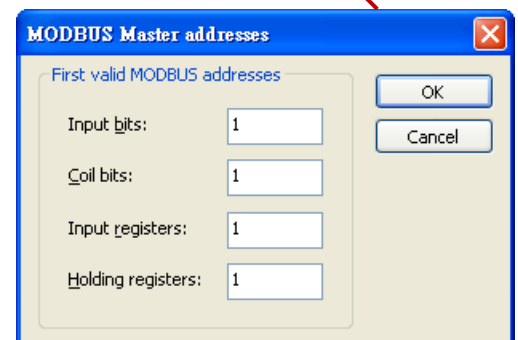 MODBUS Master addresses
First valid MODBUS addresses
OK
Input bits: 1
Cancel
Coil bits: 1
Input registers: 1
Holding registers: 1